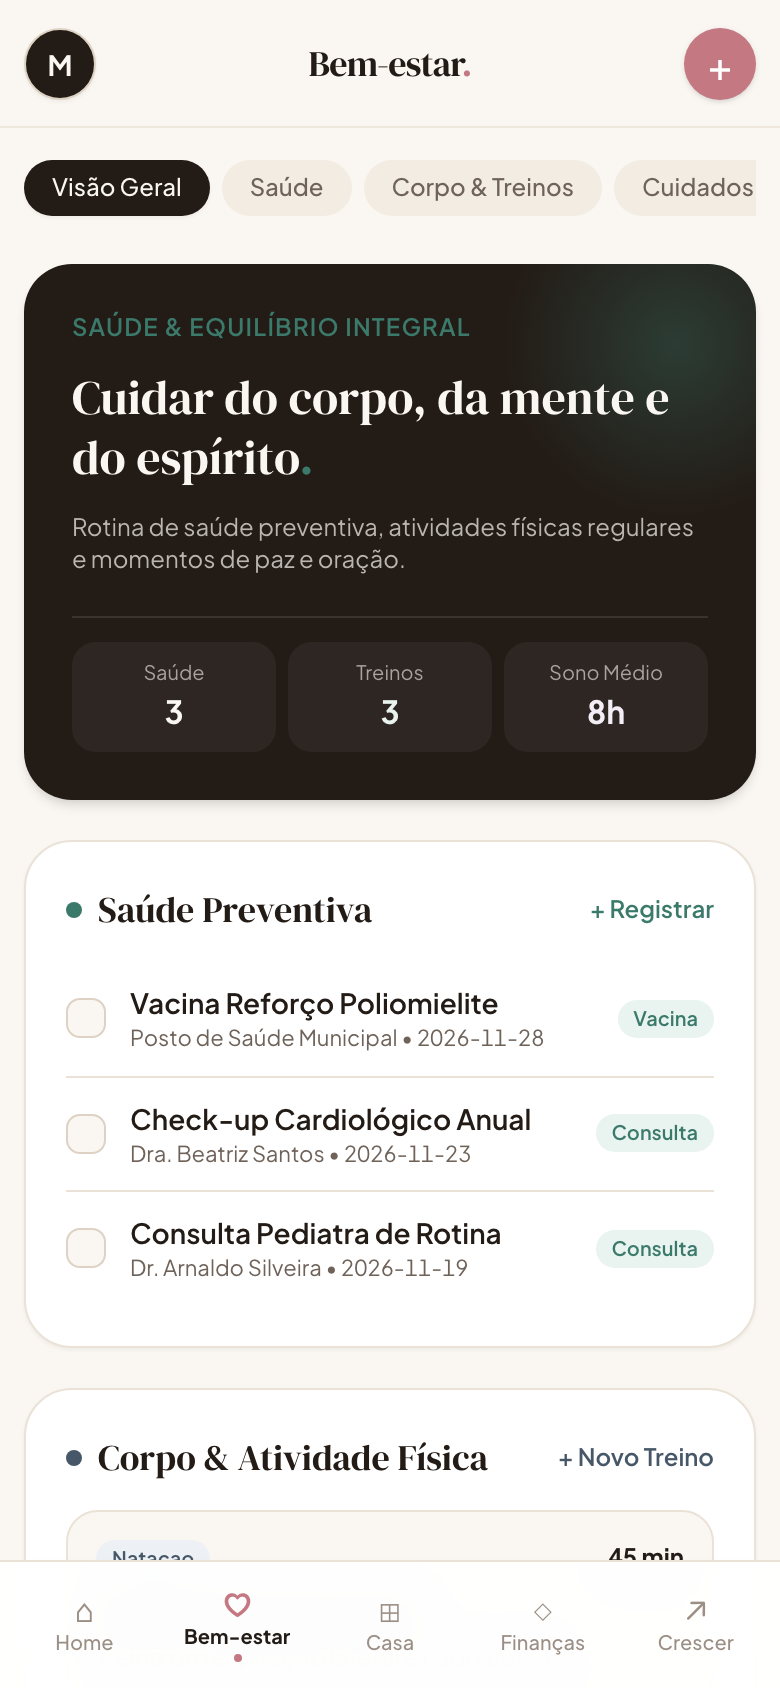 M
Bem-estar.
+
Visão Geral
Saúde
Corpo & Treinos
Cuidados
SAÚDE & EQUILÍBRIO INTEGRAL
Cuidar do corpo, da mente e
do espírito.
Rotina de saúde preventiva, atividades físicas regulares
e momentos de paz e oração.
Saúde
3
Treinos
3
Sono Médio
8h
Saúde Preventiva
+ Registrar
Vacina Reforço Poliomielite
Posto de Saúde Municipal • 2026-11-28
Vacina
Check-up Cardiológico Anual
Dra. Beatriz Santos • 2026-11-23
Consulta
Consulta Pediatra de Rotina
Dr. Arnaldo Silveira • 2026-11-19
Consulta
Corpo & Atividade Física
+ Novo Treino
Natacao
45 min
Home
Bem-estar
Casa
Finanças
Crescer